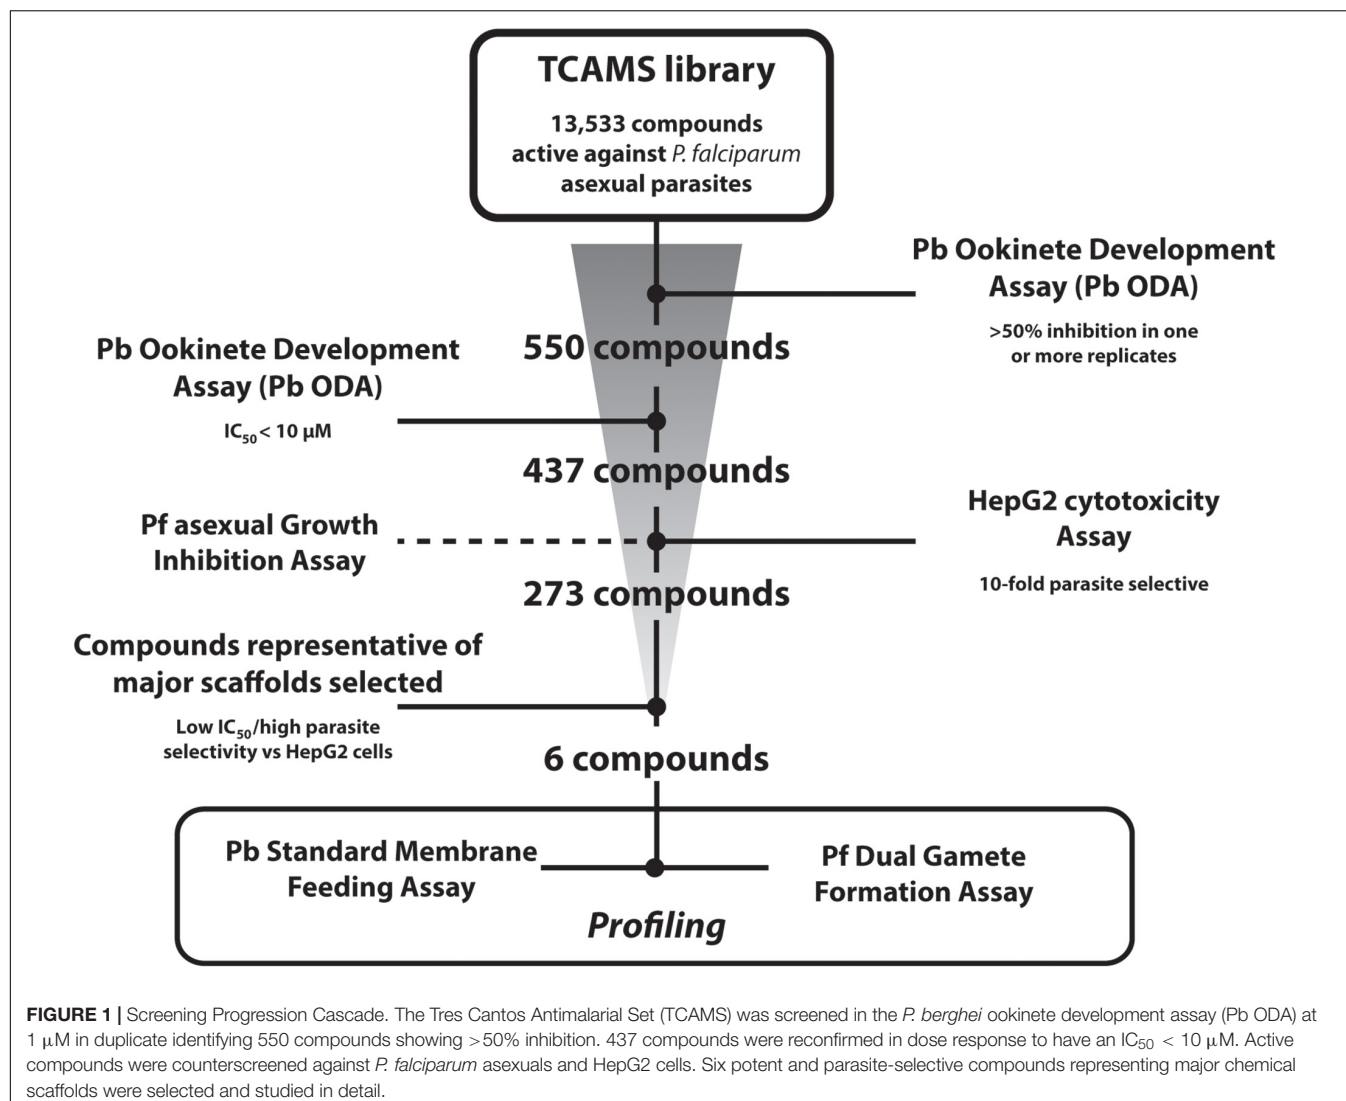 TCAMS library
13,533 compounds
active against P. falciparum
asexual parasites
Pb Ookinete Development
Assay (Pb ODA)
>50% inhibition in one
or more replicates
550 compounds
Pb Ookinete Development
Assay (Pb ODA)
IC50 < 10 µM
437 compounds
HepG2 cytotoxicity
Assay
10-fold parasite selective
Pf asexual Growth
Inhibition Assay
273 compounds
Compounds representative of
major scaffolds selected
Low IC50/high parasite
selectivity vs HepG2 cells
6 compounds
Pb Standard Membrane
Feeding Assay
Pf Dual Gamete
Formation Assay
Profiling
FIGURE 1 | Screening Progression Cascade. The Tres Cantos Antimalarial Set (TCAMS) was screened in the P. berghei ookinete development assay (Pb ODA) at
1 µM in duplicate identifying 550 compounds showing >50% inhibition. 437 compounds were reconfirmed in dose response to have an IC50 < 10 µM. Active
compounds were counterscreened against P. falciparum asexuals and HepG2 cells. Six potent and parasite-selective compounds representing major chemical
scaffolds were selected and studied in detail.